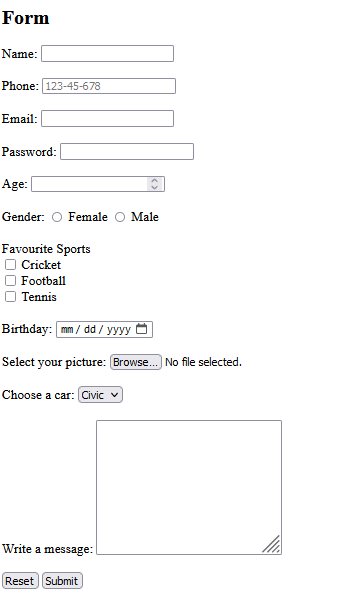 Form
Name:
Phone: 123-45-678
Email:
Password:
Age:
Gender: Female Male
Favourite Sports
Cricket
Football
Tennis
Birthday: mm / dd / yyyy
Select your picture: Browse... No file selected.
Choose a car: Civic
Write a message:
Reset Submit